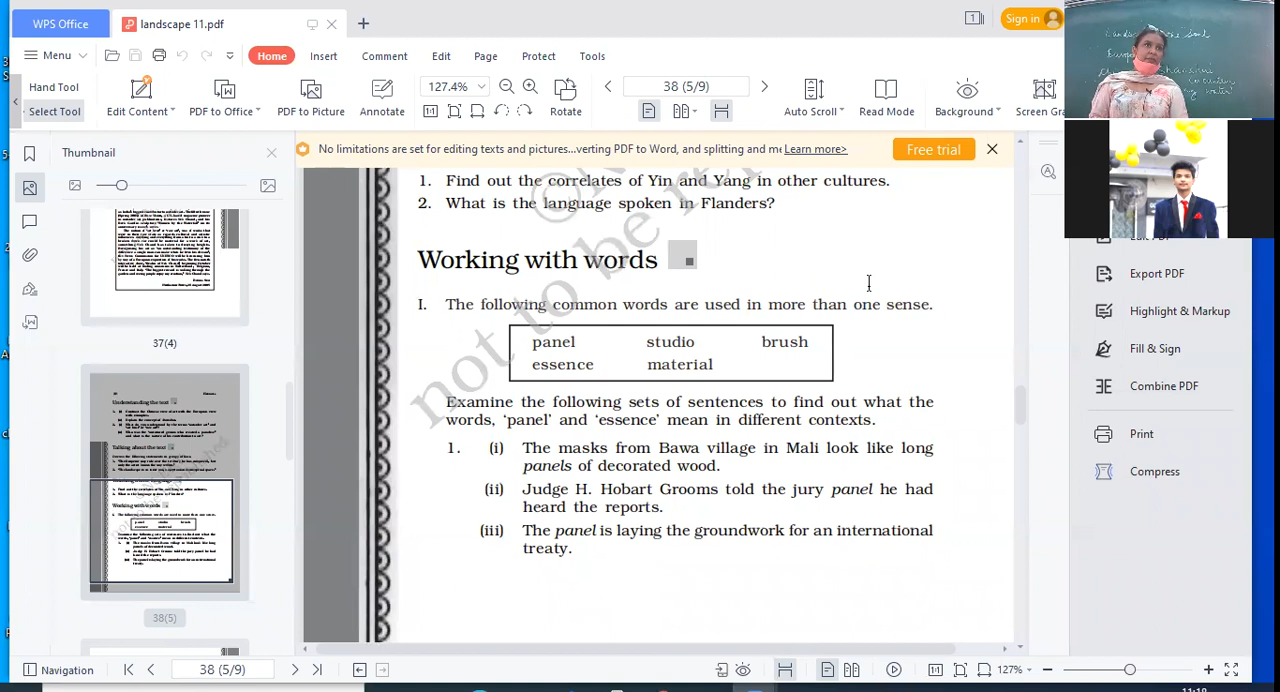 WPS Office
landscape 11.pdf
Sign in
Menu
Home
Insert
Comment
Edit
Page
Protect
Tools
Hand Tool
Select Tool
Edit Content
PDF to Office
PDF to Picture
Annotate
127.4%
Rotate
38 (5/9)
Auto Scroll
Read Mode
Background
Screen Gra
Thumbnail
No limitations are set for editing texts and pictures...verting PDF to Word, and splitting and me Learn more>
Free trial
37(4)
38(5)
1. Find out the correlates of Yin and Yang in other cultures.
2. What is the language spoken in Flanders?
Working with words
I. The following common words are used in more than one sense.
panel studio brush
essence material
Examine the following sets of sentences to find out what the
words, ‘panel’ and ‘essence’ mean in different contexts.
1. (i) The masks from Bawa village in Mali look like long
panels of decorated wood.
(ii) Judge H. Hobart Grooms told the jury panel he had
heard the reports.
(iii) The panel is laying the groundwork for an international
treaty.
not to be re
Export PDF
Highlight & Markup
Fill & Sign
Combine PDF
Print
Compress
Navigation
38 (5/9)
127%